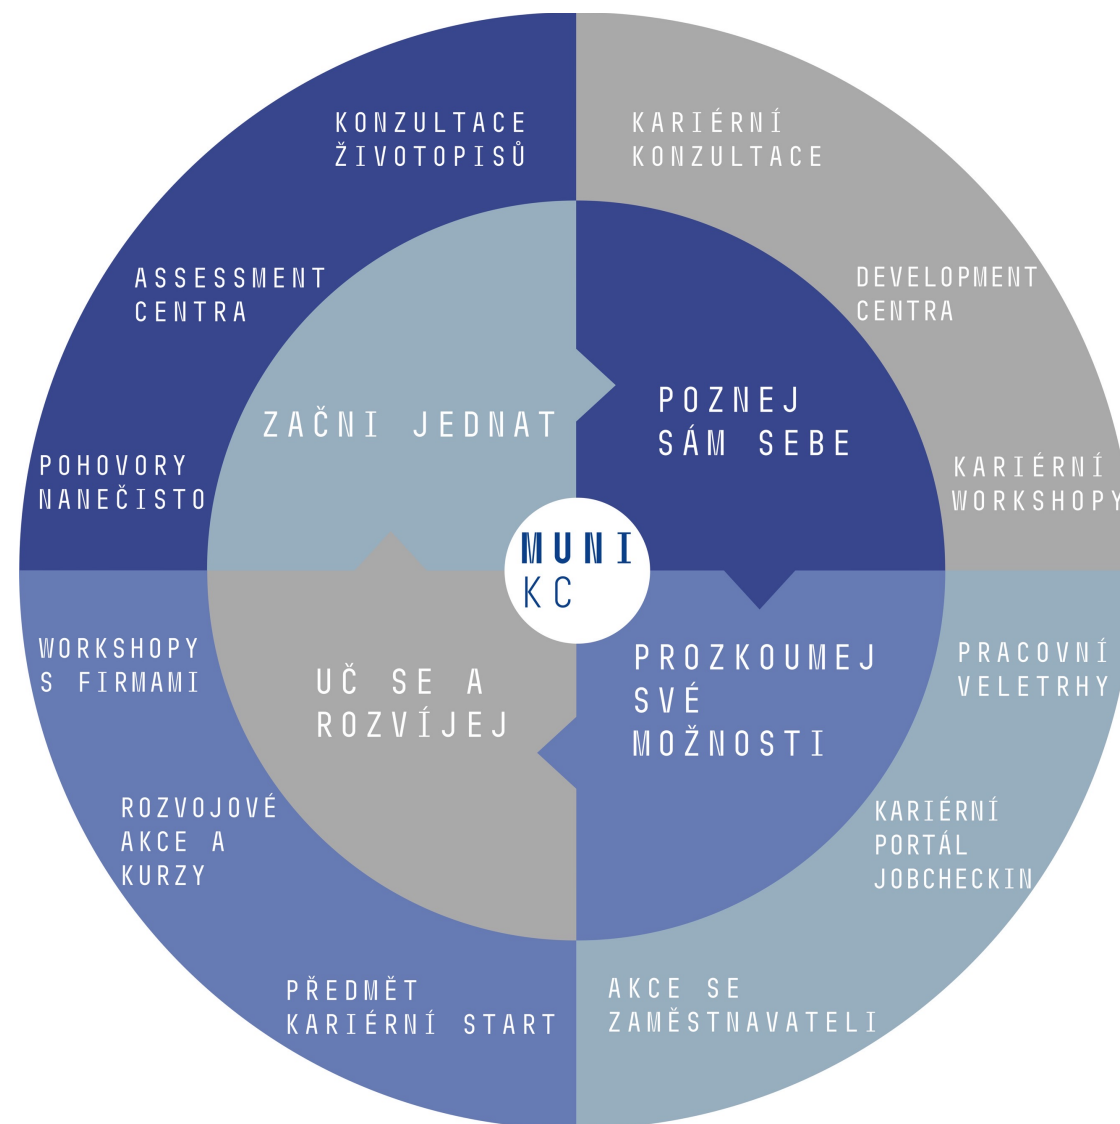 KONZULTACE
ŽIVOTOPISŮ
KARIÉRNÍ
KONZULTACE
ASSESSMENT
CENTRA
DEVELOPMENT
CENTRA
ZAČNI JEDNAT
POZNEJ
SÁM SEBE
POHOVORY
NANEČISTO
KARIÉRNÍ
WORKSHOPY
MUNI
KC
WORKSHOPY
S FIRMAMI
UČ SE A
ROZVÍJEJ
PROZKOUMEJ
SVÉ
MOŽNOSTI
PRACOVNÍ
VELETRHY
ROZVOJOVÉ
AKCE A
KURZY
KARIÉRNÍ
PORTÁL
JOBCHECKIN
PŘEDMĚT
KARIÉRNÍ START
AKCE SE
ZAMĚSTNAVATELI